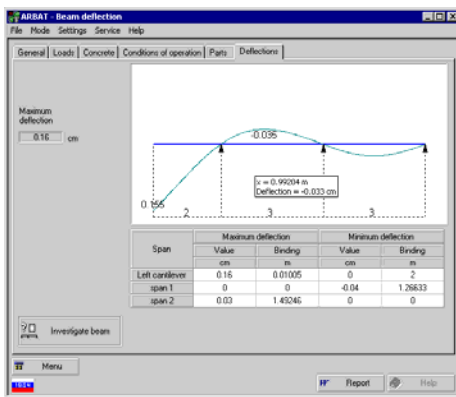 ARBAT - Beam deflection
File Mode Settings Service Help
General Loads Concrete Conditions of operation Parts Deflections
Maximum
deflection
0.16 cm
-0.035
x = 0.99204 m
Deflection = -0.033 cm
0.155
2 3 3
Span Maximum deflection Minimum deflection
Value Binding Value Binding
cm m cm m
Left cantilever 0.16 0.01005 0 2
span 1 0 0 -0.04 1.26633
span 2 0.03 1.49246 0 0
Investigate beam
Menu
Report Help